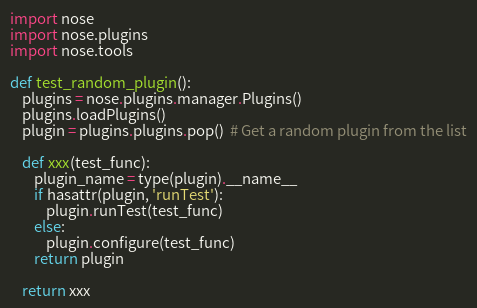 import nose
import nose.plugins
import nose.tools

def test_random_plugin():
    plugins = nose.plugins.manager.Plugins()
    plugins.loadPlugins()
    plugin = plugins.plugins.pop()  # Get a random plugin from the list

    def xxx(test_func):
        plugin_name = type(plugin).__name__
        if hasattr(plugin, 'runTest'):
            plugin.runTest(test_func)
        else:
            plugin.configure(test_func)
        return plugin

    return xxx